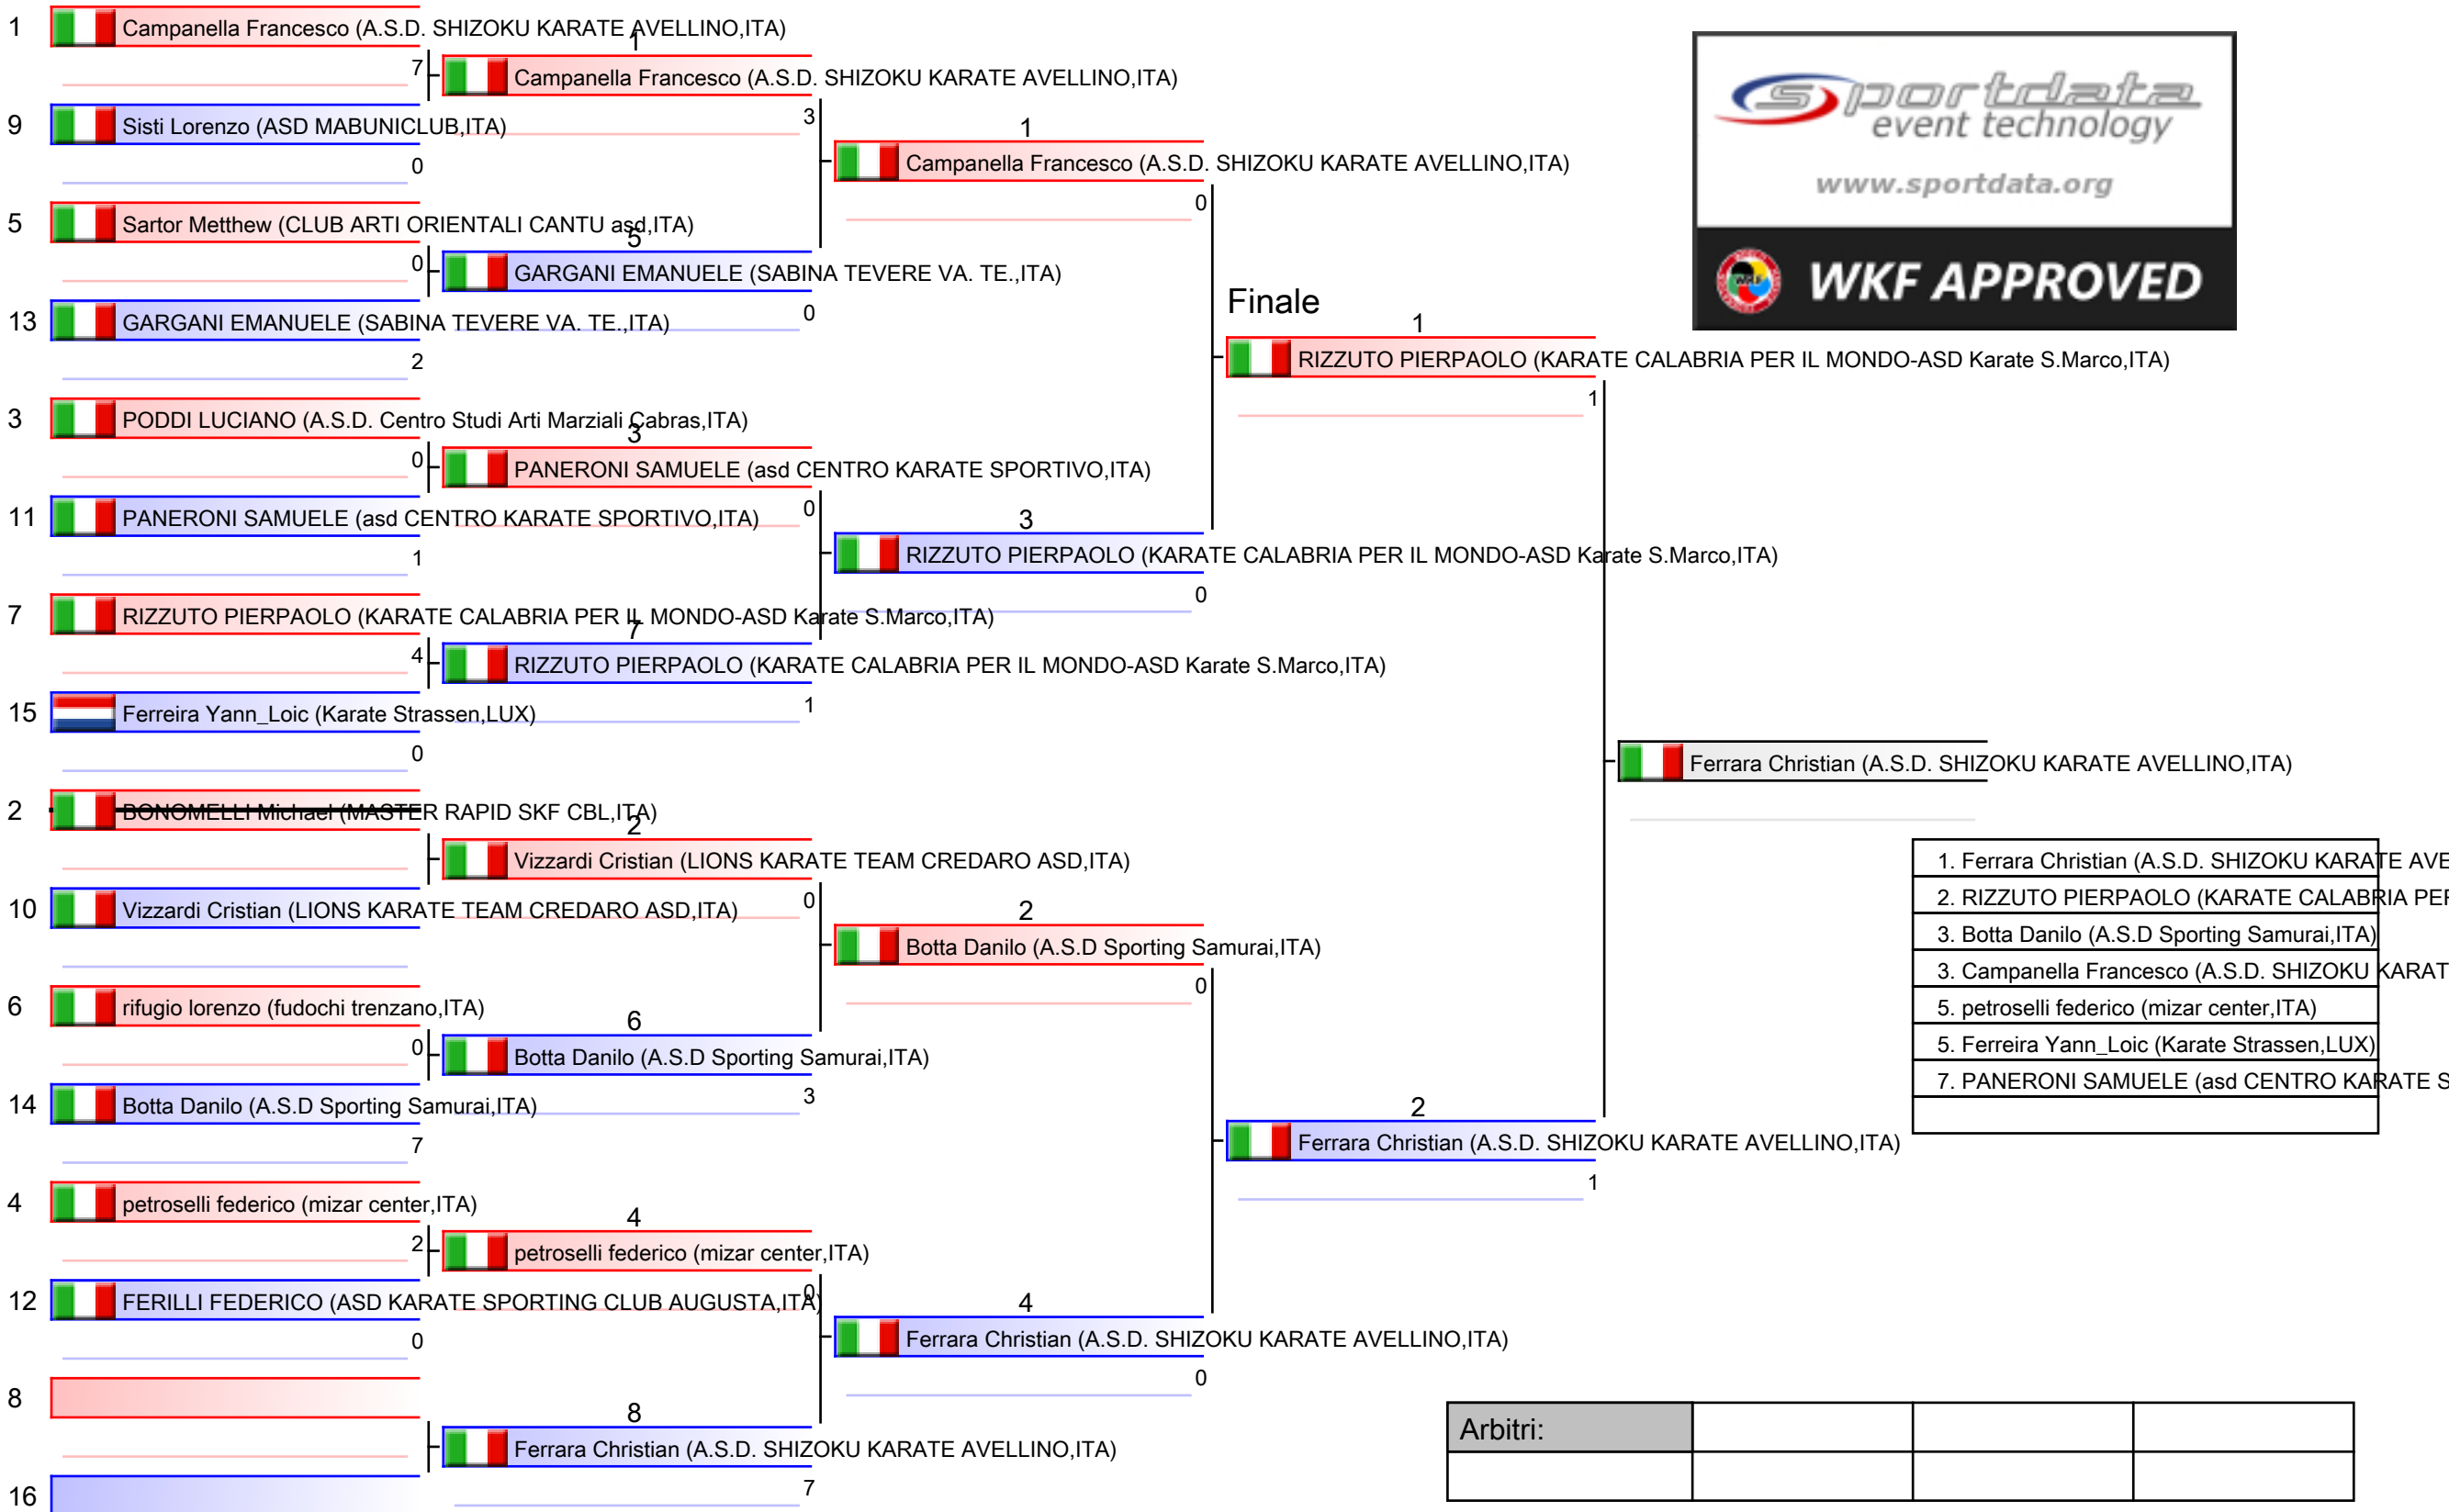 1 Campanella Francesco (A.S.D. SHIZOKU KARATE AVELLINO,ITA)
7
9 Sisti Lorenzo (ASD MABUNICLUB,ITA)
0
5 Sartor Metthew (CLUB ARTI ORIENTALI CANTU asd,ITA)
0
13 GARGANI EMANUELE (SABINA TEVERE VA. TE.,ITA)
2
3 PODDI LUCIANO (A.S.D. Centro Studi Arti Marziali Cabras,ITA)
0
11 PANERONI SAMUELE (asd CENTRO KARATE SPORTIVO,ITA)
1
7 RIZZUTO PIERPAOLO (KARATE CALABRIA PER IL MONDO-ASD Karate S.Marco,ITA)
4
15 Ferreira Yann_Loic (Karate Strassen,LUX)
0
2 BONOMELLI Michael (MASTER RAPID SKF CBL,ITA)
10 Vizzardi Cristian (LIONS KARATE TEAM CREDARO ASD,ITA)
6 rifugio lorenzo (fudochi trenzano,ITA)
0
14 Botta Danilo (A.S.D Sporting Samurai,ITA)
7
4 petroselli federico (mizar center,ITA)
2
12 FERILLI FEDERICO (ASD KARATE SPORTING CLUB AUGUSTA,ITA)
0
8
16
1
Campanella Francesco (A.S.D. SHIZOKU KARATE AVELLINO,ITA)
3
5
GARGANI EMANUELE (SABINA TEVERE VA. TE.,ITA)
0
3
PANERONI SAMUELE (asd CENTRO KARATE SPORTIVO,ITA)
0
7
RIZZUTO PIERPAOLO (KARATE CALABRIA PER IL MONDO-ASD Karate S.Marco,ITA)
1
2
Vizzardi Cristian (LIONS KARATE TEAM CREDARO ASD,ITA)
0
6
Botta Danilo (A.S.D Sporting Samurai,ITA)
3
4
petroselli federico (mizar center,ITA)
0
8
Ferrara Christian (A.S.D. SHIZOKU KARATE AVELLINO,ITA)
7
1
Campanella Francesco (A.S.D. SHIZOKU KARATE AVELLINO,ITA)
0
3
RIZZUTO PIERPAOLO (KARATE CALABRIA PER IL MONDO-ASD Karate S.Marco,ITA)
0
2
Botta Danilo (A.S.D Sporting Samurai,ITA)
0
4
Ferrara Christian (A.S.D. SHIZOKU KARATE AVELLINO,ITA)
0
Finale
1
RIZZUTO PIERPAOLO (KARATE CALABRIA PER IL MONDO-ASD Karate S.Marco,ITA)
1
2
Ferrara Christian (A.S.D. SHIZOKU KARATE AVELLINO,ITA)
1
Ferrara Christian (A.S.D. SHIZOKU KARATE AVELLINO,ITA)
sportdata
event technology
www.sportdata.org
WKF APPROVED
1. Ferrara Christian (A.S.D. SHIZOKU KARATE AVE
2. RIZZUTO PIERPAOLO (KARATE CALABRIA PER
3. Botta Danilo (A.S.D Sporting Samurai,ITA)
3. Campanella Francesco (A.S.D. SHIZOKU KARAT
5. petroselli federico (mizar center,ITA)
5. Ferreira Yann_Loic (Karate Strassen,LUX)
7. PANERONI SAMUELE (asd CENTRO KARATE S
Arbitri: